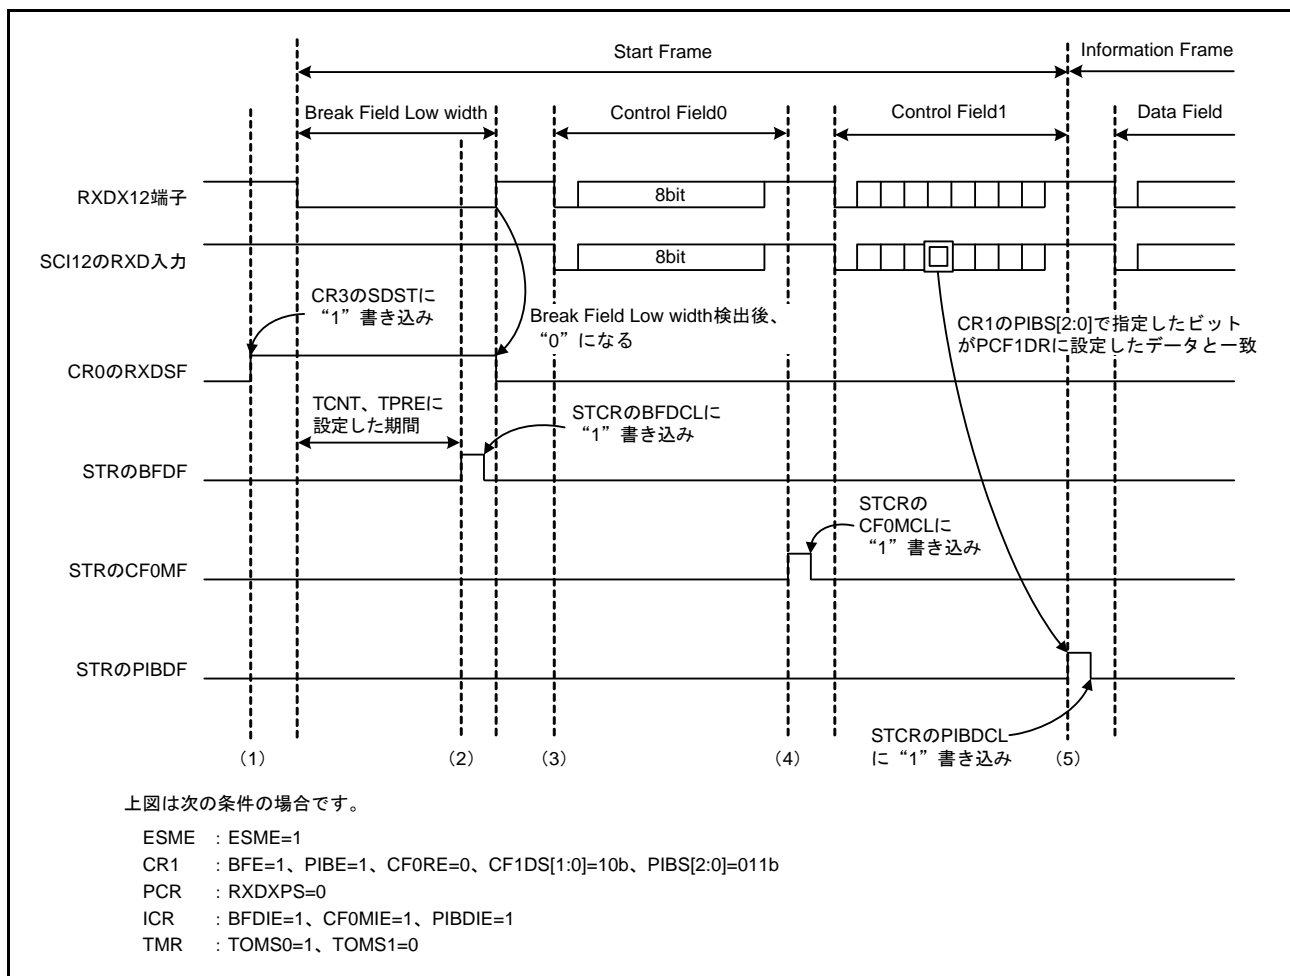 Start Frame
Information Frame
Break Field Low width
Control Field0
Control Field1
Data Field
RXDX12端子
8bit
SCI12のRXD入力
8bit
CR3のSDSTに
“1”書き込み
Break Field Low width検出後、
“0”になる
CR1のPIBS[2:0]で指定したビット
がPCF1DRに設定したデータと一致
CR0のRXDSF
TCNT、TPREに
設定した期間
STCRのBFDCLに
“1”書き込み
STRのBFDF
STCRの
CF0MCLに
“1”書き込み
STRのCF0MF
STRのPIBDF
STCRのPIBDCL
に“1”書き込み
(1)
(2)
(3)
(4)
(5)
上図は次の条件の場合です。
ESME : ESME=1
CR1 : BFE=1、PIBE=1、CF0RE=0、CF1DS[1:0]=10b、PIBS[2:0]=011b
PCR : RXDXPS=0
ICR : BFDIE=1、CF0MIE=1、PIBDIE=1
TMR : TOMS0=1、TOMS1=0